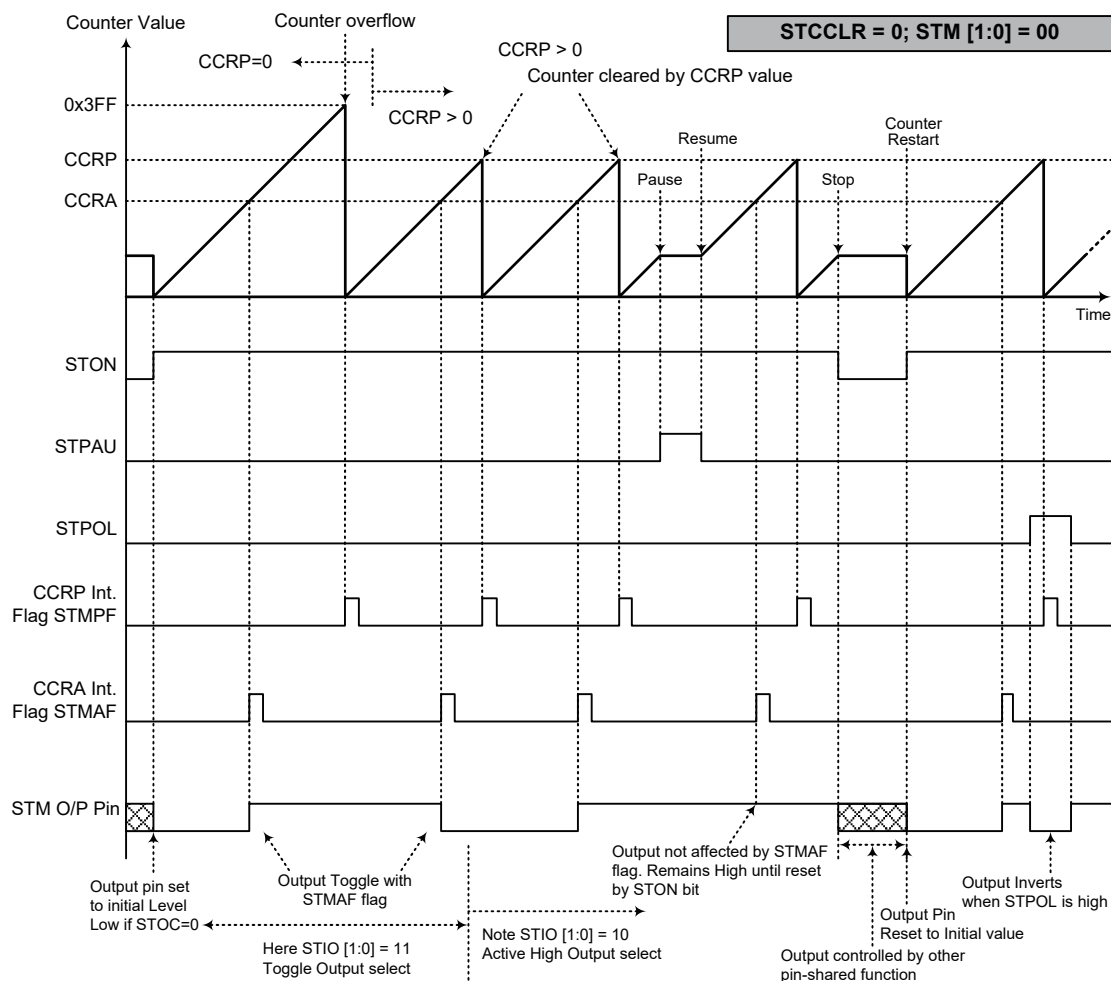 Counter Value
Counter overflow
STCCLR = 0; STM [1:0] = 00
CCRP=0
CCRP > 0
CCRP > 0
Counter cleared by CCRP value
0x3FF
CCRP
CCRA
Pause
Resume
Stop
Counter
Restart
Time
STON
STPAU
STPOL
CCRP Int.
Flag STMPF
CCRA Int.
Flag STMAF
STM O/P Pin
Output pin set
to initial Level
Low if STOC=0
Output Toggle with
STMAF flag
Here STIO [1:0] = 11
Toggle Output select
Note STIO [1:0] = 10
Active High Output select
Output not affected by STMAF
flag. Remains High until reset
by STON bit
Output controlled by other
pin-shared function
Output Pin
Reset to Initial value
Output Inverts
when STPOL is high